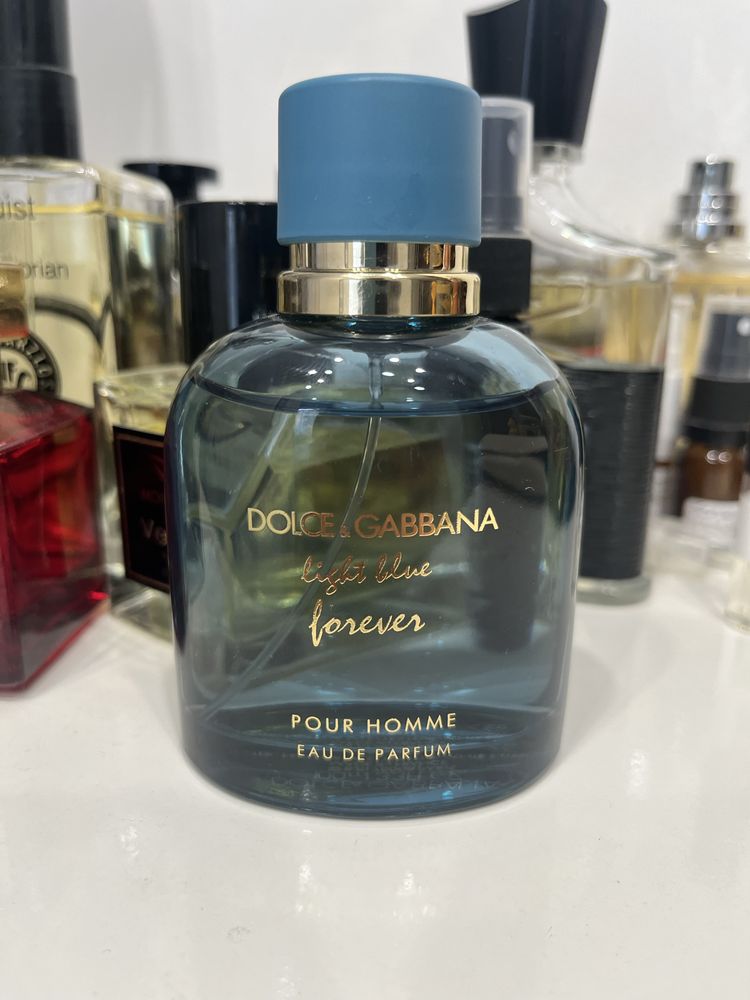 DOLCE & GABBANA
light blue
forever
POUR HOMME
EAU DE PARFUM